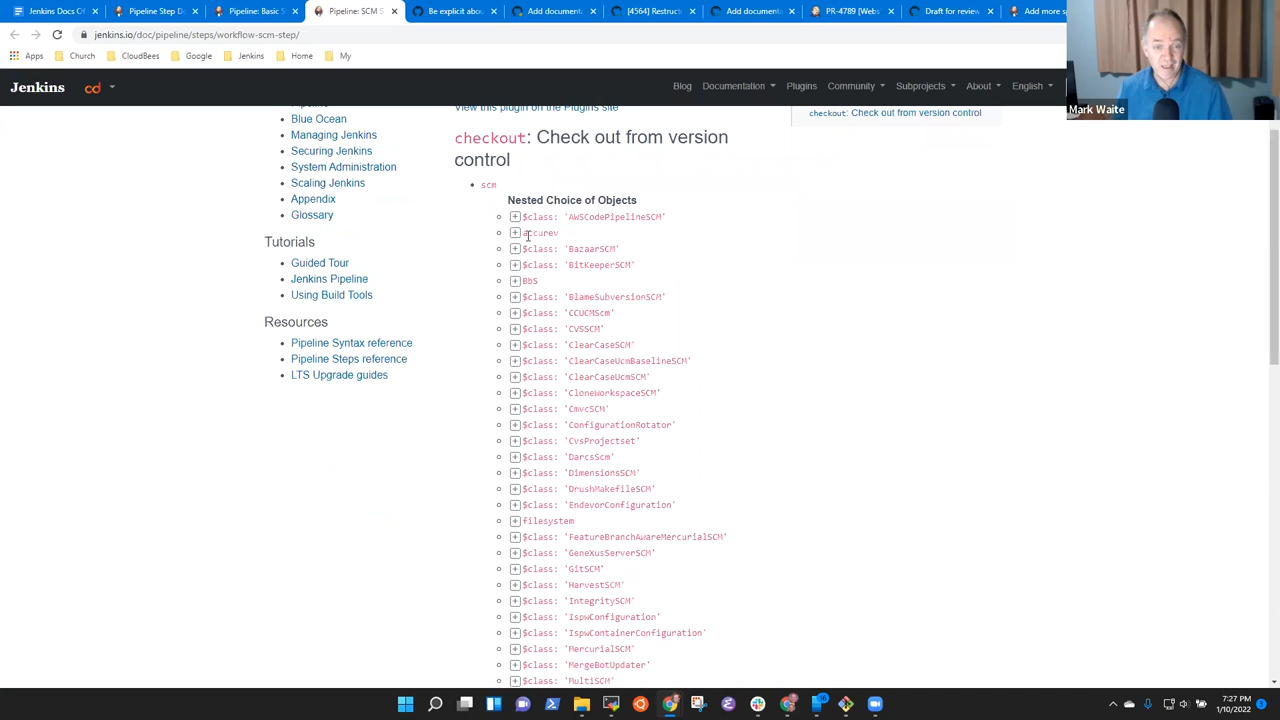 Jenkins Docs Of
Pipeline Step De
Pipeline: Basic S
Pipeline: SCM S
Be explicit abou
Add documenta
[4564] Restruct
Add documenta
PR-4789 [Webs
Draft for review
Add more s
jenkins.io/doc/pipeline/steps/workflow-scm-step/
Apps
Church
CloudBees
Google
Jenkins
Home
My
Jenkins
cd
Blog
Documentation
Plugins
Community
Subprojects
About
English
Mark Waite
Pipeline
Blue Ocean
Managing Jenkins
Securing Jenkins
System Administration
Scaling Jenkins
Appendix
Glossary
Tutorials
Guided Tour
Jenkins Pipeline
Using Build Tools
Resources
Pipeline Syntax reference
Pipeline Steps reference
LTS Upgrade guides
View this plugin on the Plugins site
checkout: Check out from version
control
scm
Nested Choice of Objects
$class: 'AWSCodePipelineSCM'
accurev
$class: 'BazaarSCM'
$class: 'BitKeeperSCM'
BbS
$class: 'BlameSubversionSCM'
$class: 'CCUCMScm'
$class: 'CVSSCM'
$class: 'ClearCaseSCM'
$class: 'ClearCaseUcmBaselineSCM'
$class: 'ClearCaseUcmSCM'
$class: 'CloneWorkspaceSCM'
$class: 'CmvcSCM'
$class: 'ConfigurationRotator'
$class: 'CvsProjectset'
$class: 'DarcsScm'
$class: 'DimensionsSCM'
$class: 'DrushMakefileSCM'
$class: 'EndevorConfiguration'
filesystem
$class: 'FeatureBranchAwareMercurialSCM'
$class: 'GeneXusServerSCM'
$class: 'GitSCM'
$class: 'HarvestSCM'
$class: 'IntegritySCM'
$class: 'IspwConfiguration'
$class: 'IspwContainerConfiguration'
$class: 'MercurialSCM'
$class: 'MergeBotUpdater'
$class: 'MultiSCM'
checkout: Check out from version control
7:27 PM
1/10/2022